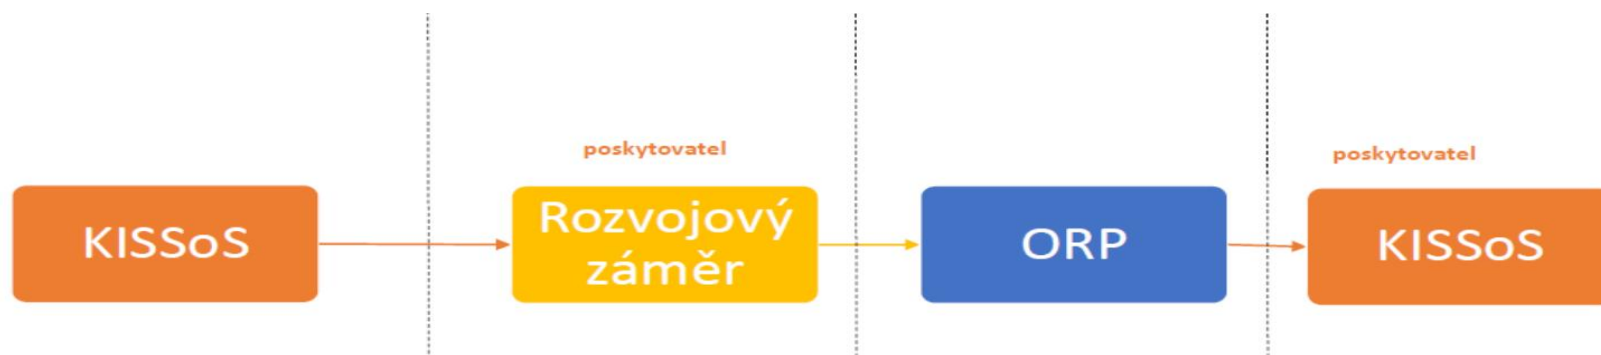 poskytovatel
poskytovatel
KISSoS
Rozvojový
záměr
ORP
KISSoS